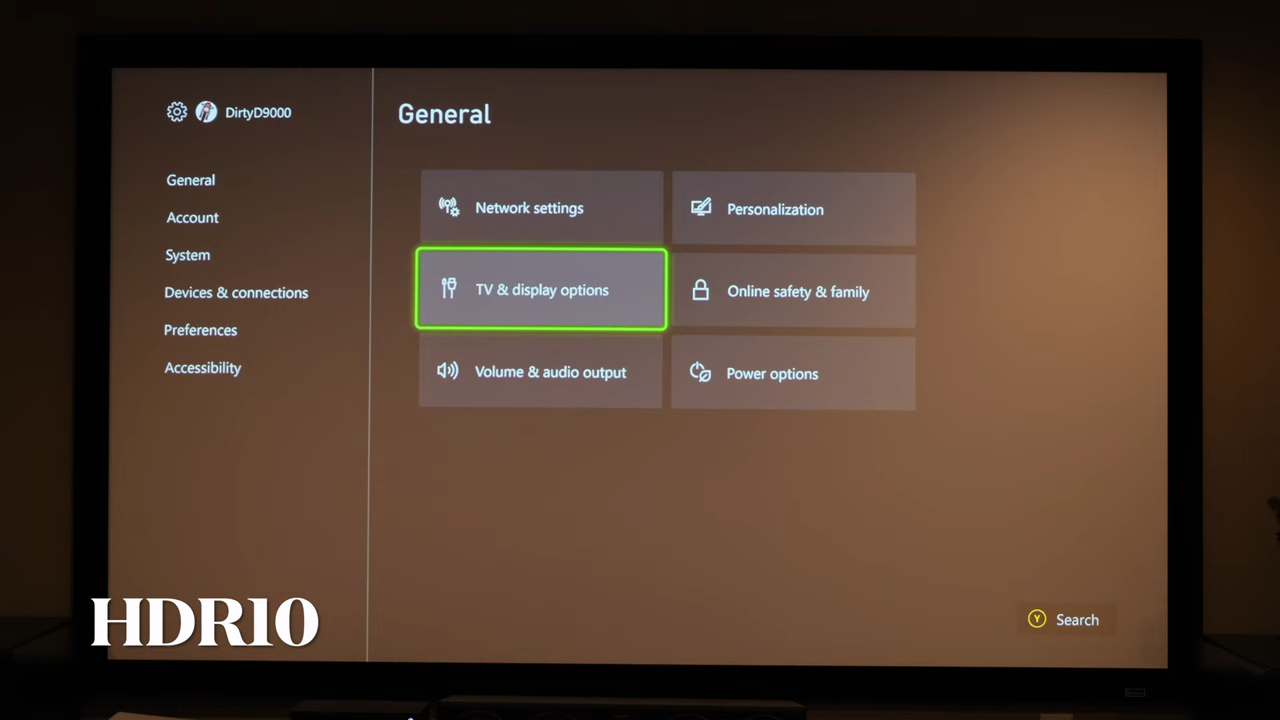 DirtyD9000
General
Account
System
Devices & connections
Preferences
Accessibility
General
Network settings
Personalization
TV & display options
Online safety & family
Volume & audio output
Power options
Y Search
HDR10